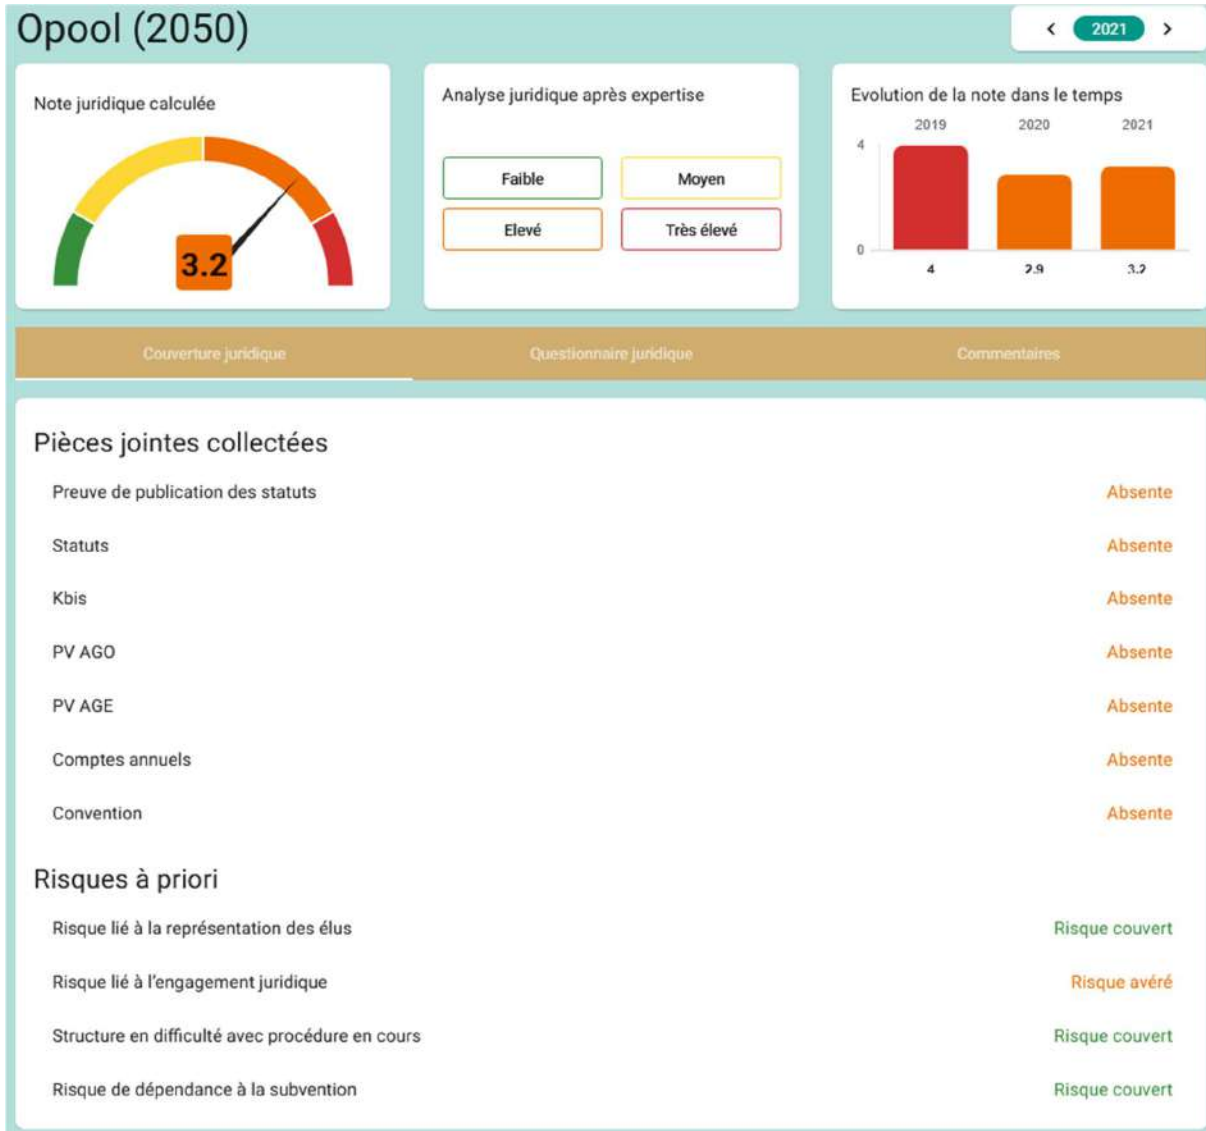 Opool (2050)
< 2021 >
Note juridique calculée
3.2
Analyse juridique après expertise
Faible
Moyen
Elevé
Très élevé
Evolution de la note dans le temps
2019 2020 2021
4
0
4 2.9 3.2
Couverture juridique
Questionnaire juridique
Commentaires
Pièces jointes collectées
Preuve de publication des statuts Absente
Statuts Absente
Kbis Absente
PV AGO Absente
PV AGE Absente
Comptes annuels Absente
Convention Absente
Risques à priori
Risque lié à la représentation des élus Risque couvert
Risque lié à l'engagement juridique Risque avéré
Structure en difficulté avec procédure en cours Risque couvert
Risque de dépendance à la subvention Risque couvert